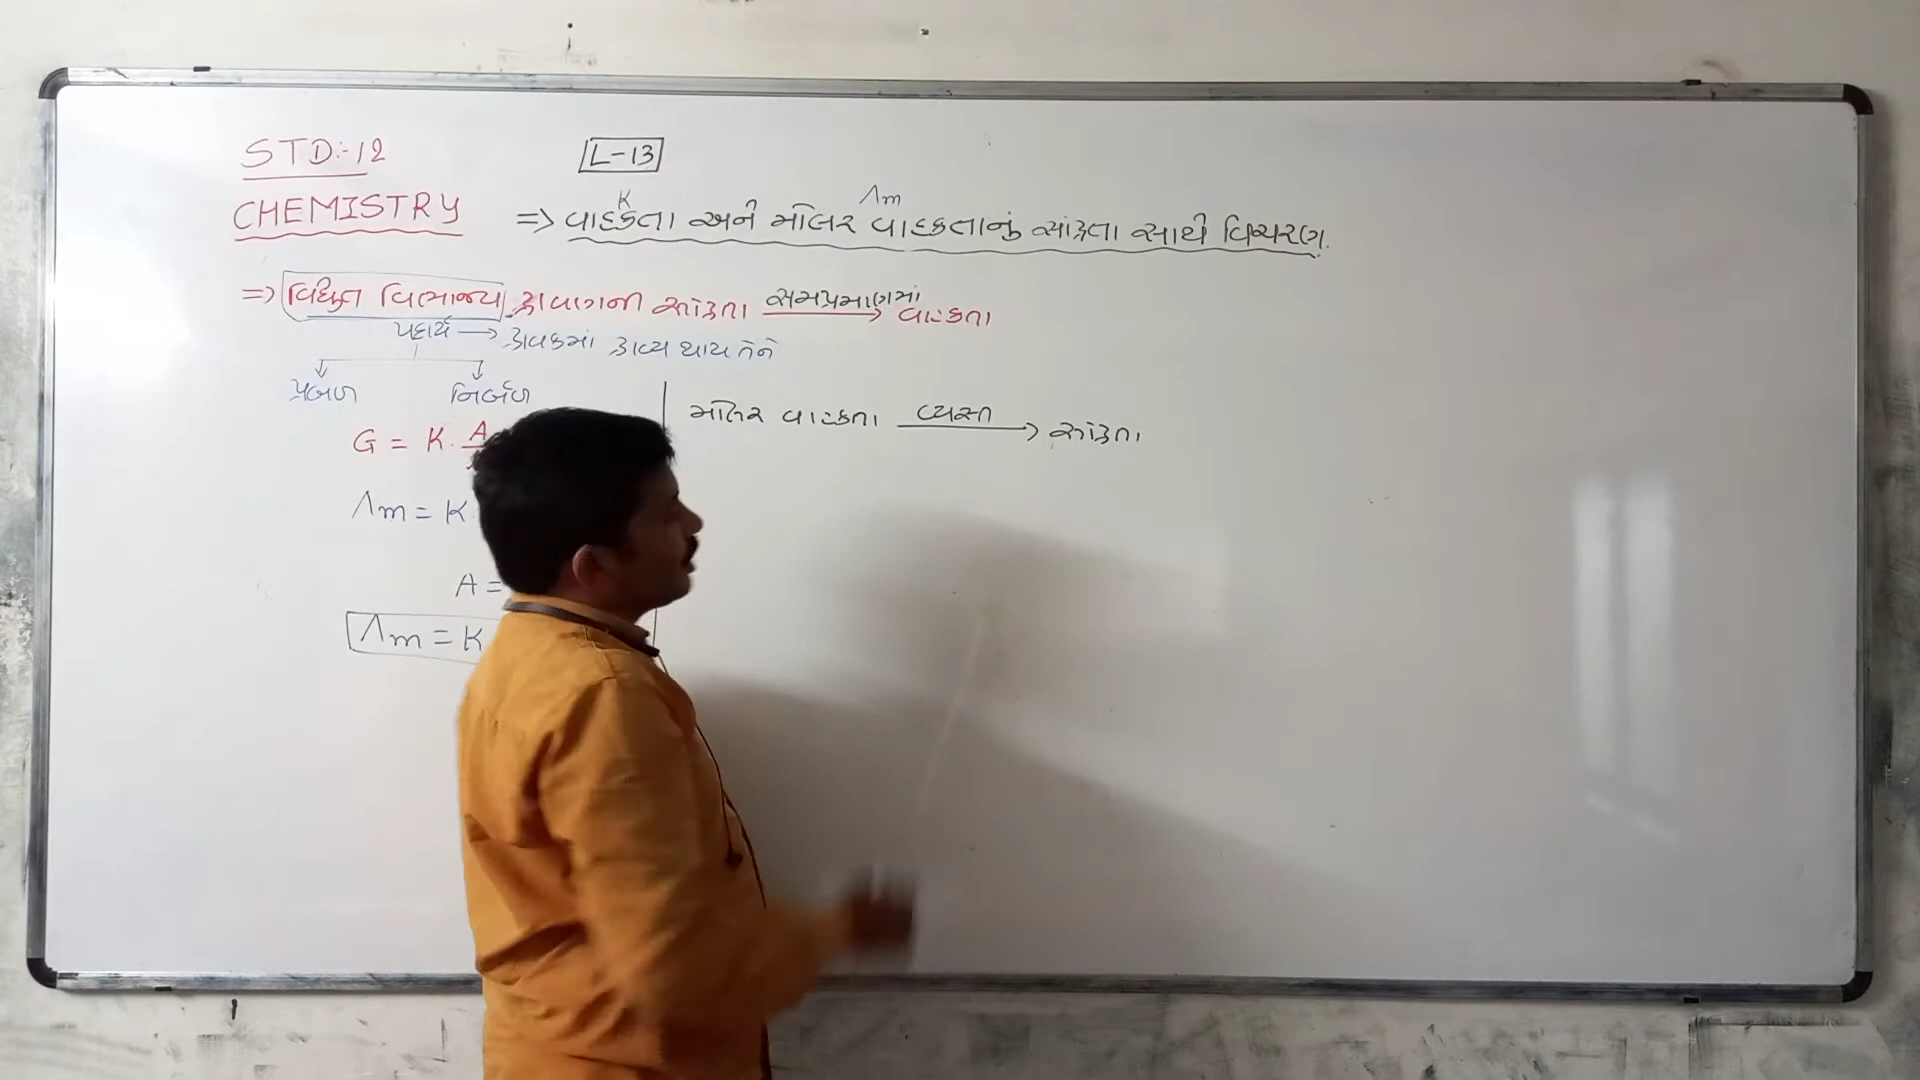 STD:-12
L-13
CHEMISTRY
K Λm
=> વાહકતા અને મોલર વાહકતાનું સાંદ્રતા સાથે વિચરણ.
=> વિદ્યુત વિભાજ્ય દ્રાવણની સાંદ્રતા સમપ્રમાણમાં વાહકતા
પદાર્થ → દ્રાવકમાં દ્રાવ્ય થાય તેને
પ્રબળ નિર્બળ
મોલર વાહકતા વ્યસ્ત → સાંદ્રતા
G = K. A
Λm = K.
A =
Λm = K